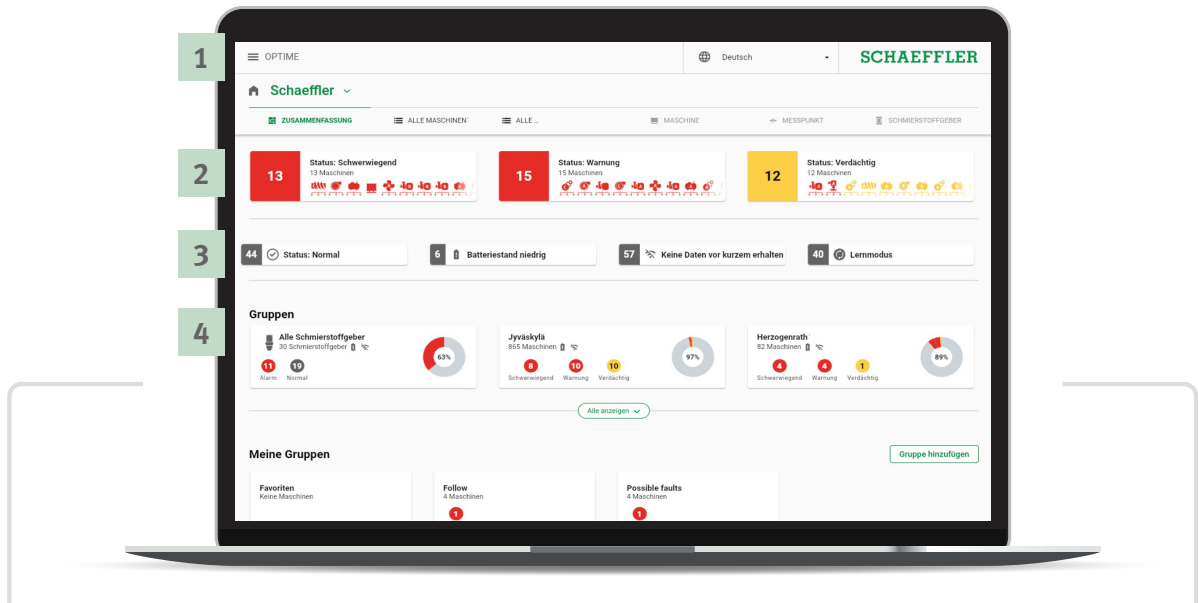 1
OPTIME
Deutsch
SCHAEFFLER
Schaeffler
ZUSAMMENFASSUNG
ALLE MASCHINEN
ALLE ..
MASCHINE
MESSPUNKT
SCHMIERSTOFFGEBER
2
13
Status: Schwerwiegend
13 Maschinen
15
Status: Warnung
15 Maschinen
12
Status: Verdächtig
12 Maschinen
3
44
Status: Normal
6
Batteriestand niedrig
57
Keine Daten vor kurzem erhalten
40
Lernmodus
4
Gruppen
Alle Schmierstoffgeber
30 Schmierstoffgeber
11
19
Alarm
Normal
63%
Jyväskylä
865 Maschinen
8
10
10
Schwerwiegend
Warnung
Verdächtig
97%
Herzogenrath
82 Maschinen
4
4
1
Schwerwiegend
Warnung
Verdächtig
89%
Alle anzeigen
Meine Gruppen
Gruppe hinzufügen
Favoriten
Keine Maschinen
Follow
4 Maschinen
1
Possible faults
4 Maschinen
1